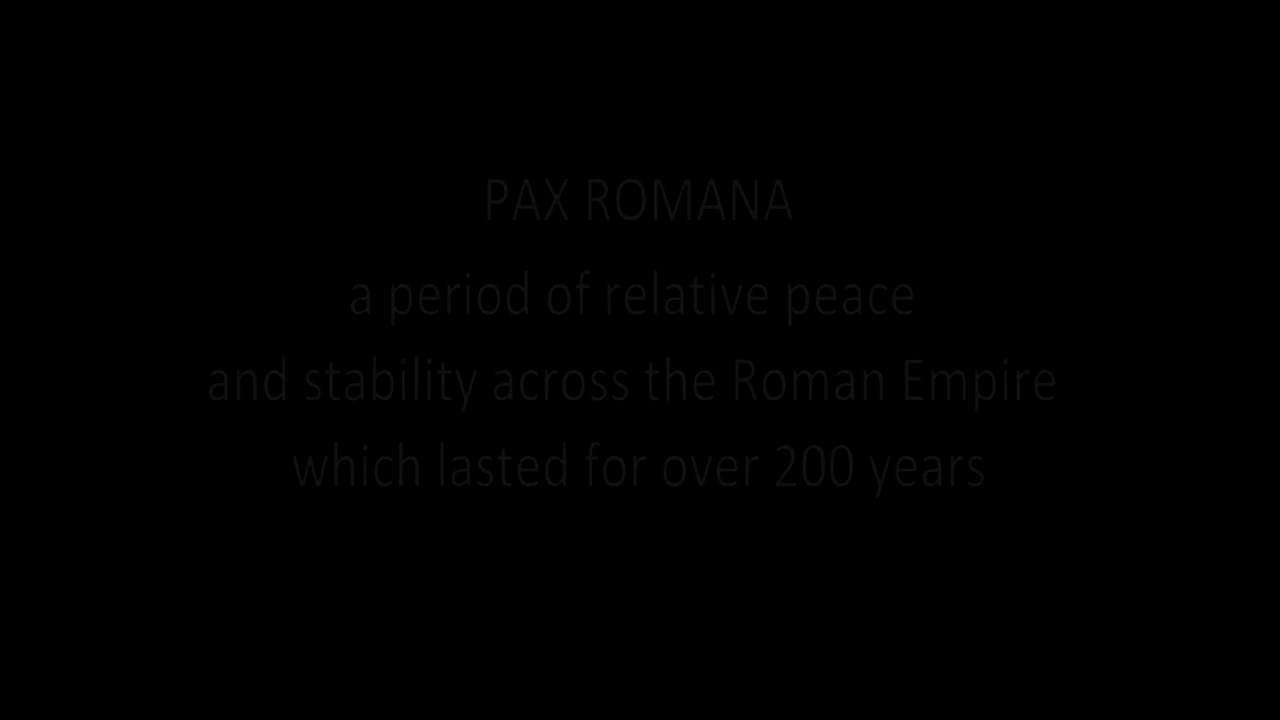 PAX ROMANA
a period of relative peace
and stability across the Roman Empire
which lasted for over 200 years